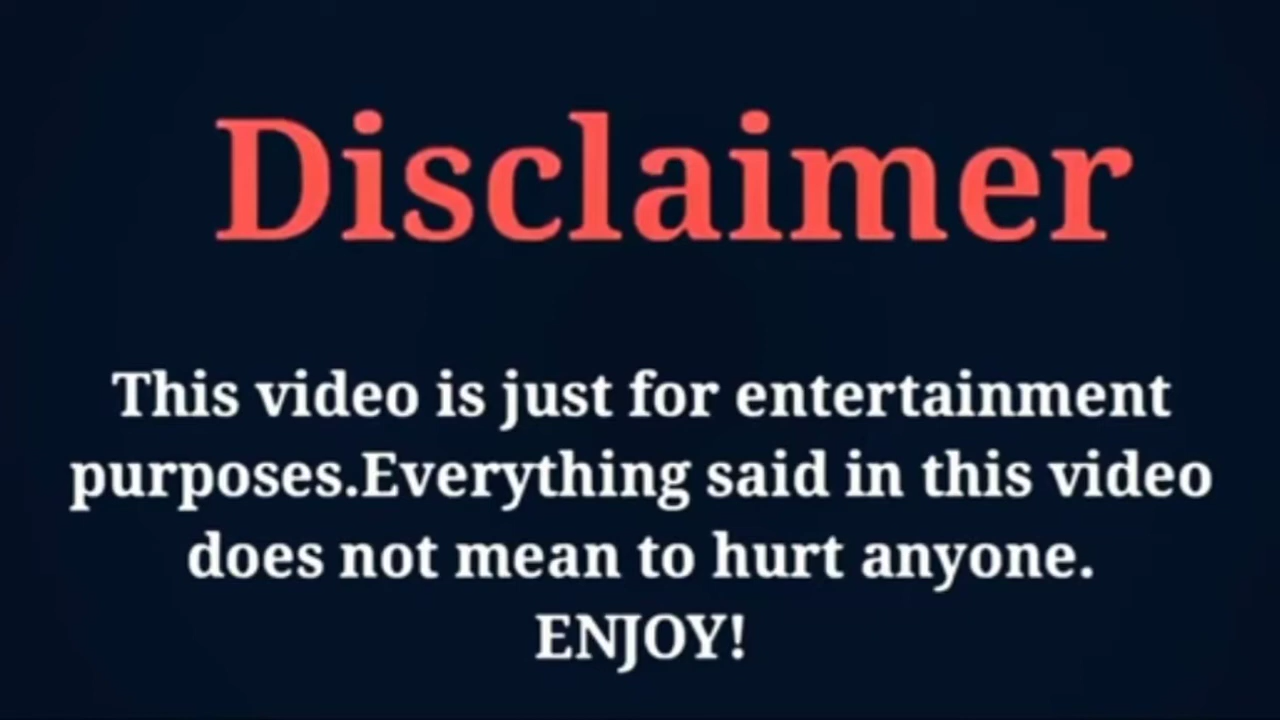 Disclaimer
This video is just for entertainment
purposes.Everything said in this video
does not mean to hurt anyone.
ENJOY!